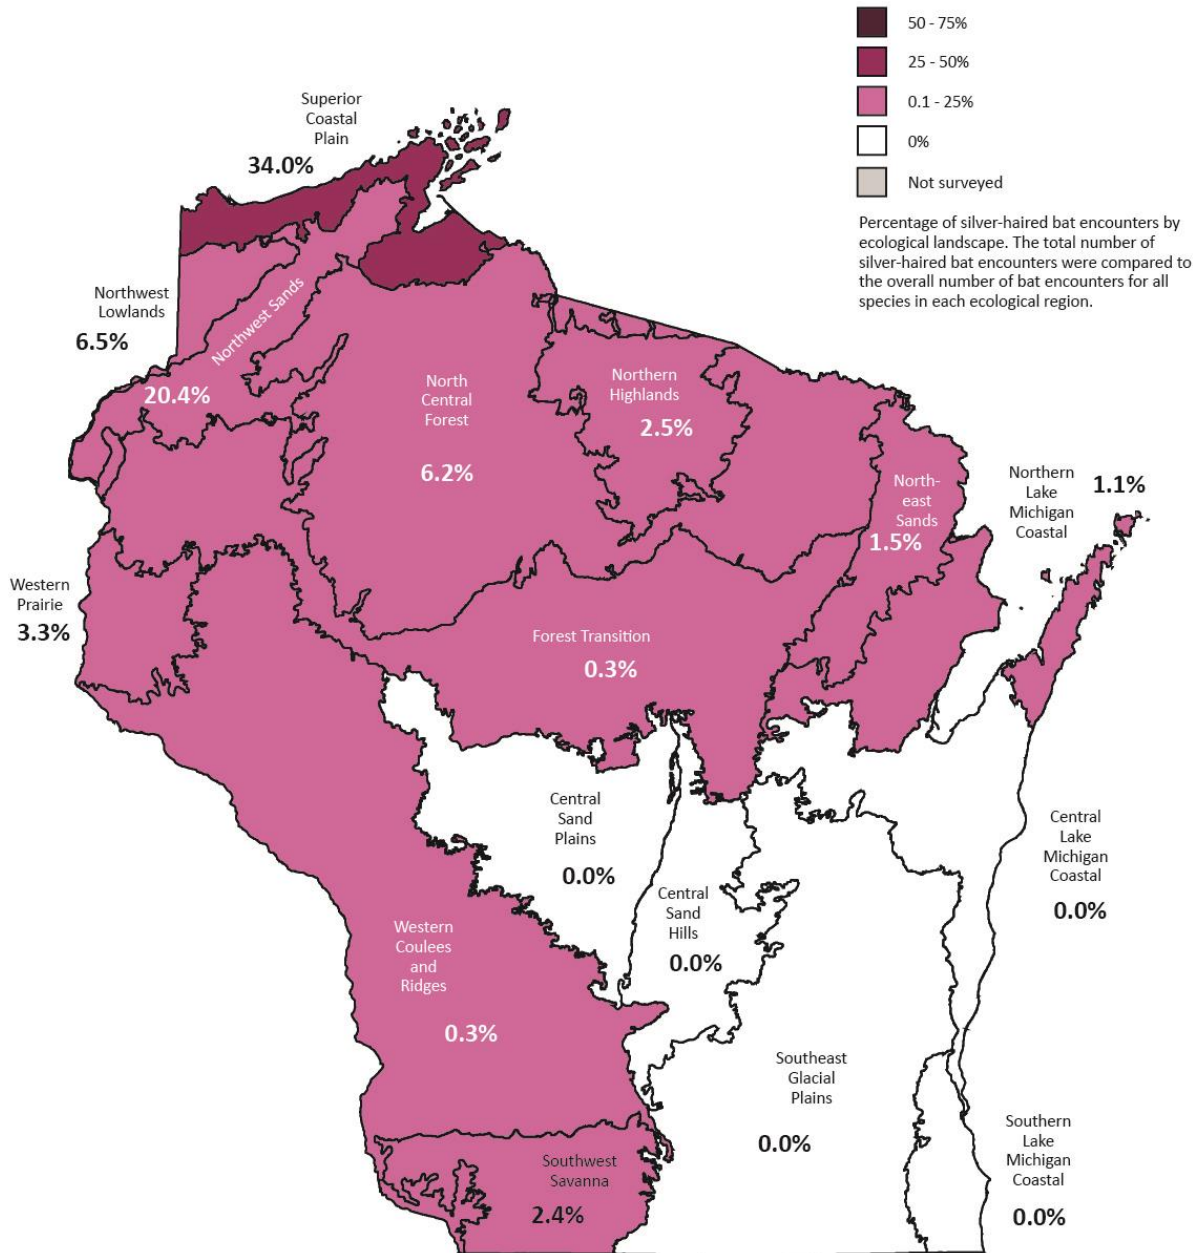 50 - 75%
25 - 50%
0.1 - 25%
0%
Not surveyed
Percentage of silver-haired bat encounters by
ecological landscape. The total number of
silver-haired bat encounters were compared to
the overall number of bat encounters for all
species in each ecological region.
Superior
Coastal
Plain
34.0%
Northwest
Lowlands
6.5%
Northwest Sands
20.4%
North
Central
Forest
6.2%
Northern
Highlands
2.5%
North-
east
Sands
1.5%
Northern
Lake
Michigan
Coastal
1.1%
Western
Prairie
3.3%
Forest Transition
0.3%
Central
Sand
Plains
0.0%
Central
Sand
Hills
0.0%
Central
Lake
Michigan
Coastal
0.0%
Western
Coulees
and
Ridges
0.3%
Southeast
Glacial
Plains
0.0%
Southern
Lake
Michigan
Coastal
0.0%
Southwest
Savanna
2.4%